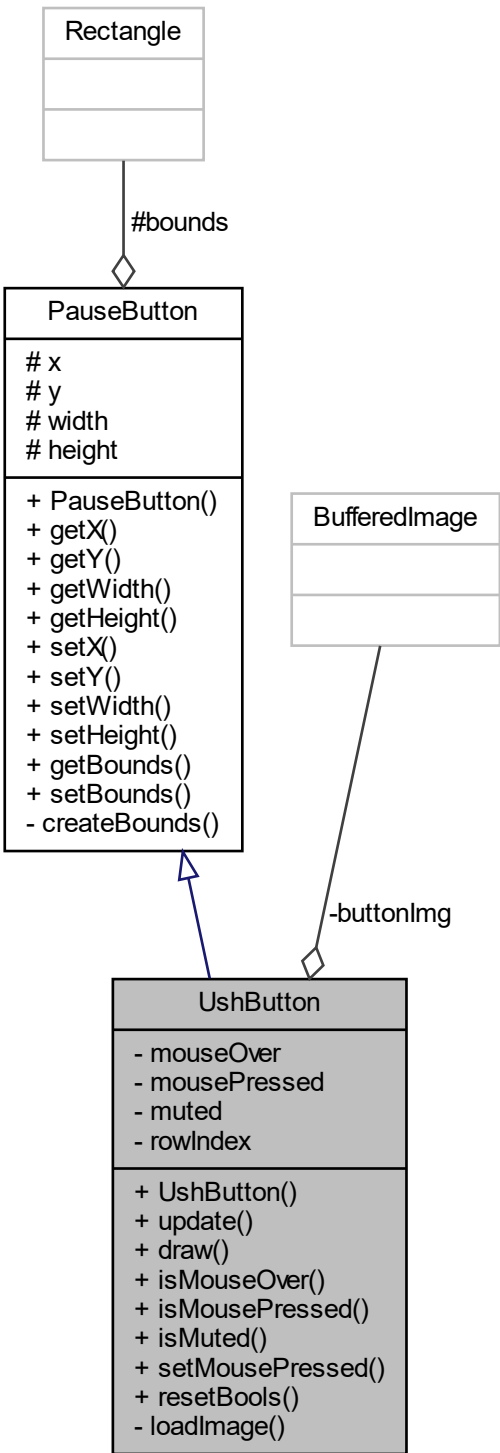 Rectangle
#bounds
PauseButton
# x
# y
# width
# height
+ PauseButton()
+ getX()
+ getY()
+ getWidth()
+ getHeight()
+ setX()
+ setY()
+ setWidth()
+ setHeight()
+ getBounds()
+ setBounds()
- createBounds()
BufferedImage
-buttonImg
UshButton
- mouseOver
- mousePressed
- muted
- rowIndex
+ UshButton()
+ update()
+ draw()
+ isMouseOver()
+ isMousePressed()
+ isMuted()
+ setMousePressed()
+ resetBools()
- loadImage()